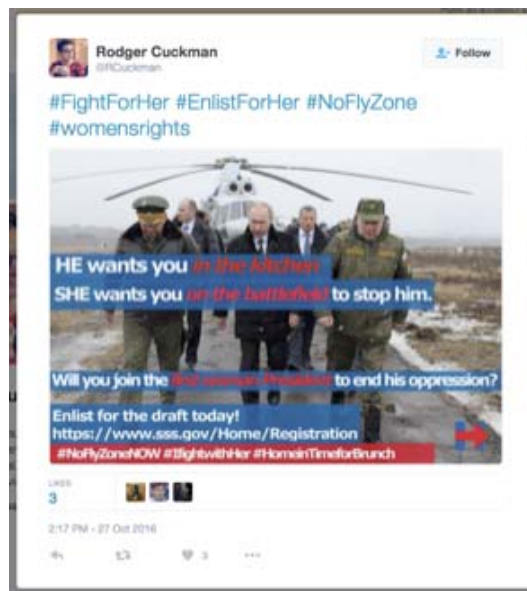 Rodger Cuckman
@RCuckman
Follow
#FightForHer #EnlistForHer #NoFlyZone
#womensrights
HE wants you in the kitchen
SHE wants you on the battlefield to stop him.
Will you join the first woman President to end his oppression?
Enlist for the draft today!
https://www.sss.gov/Home/Registration
#NoFlyZoneNOW #IfightwithHer #HomeinTimeforBrunch
LIKES
3
2:17 PM - 27 Oct 2016
3